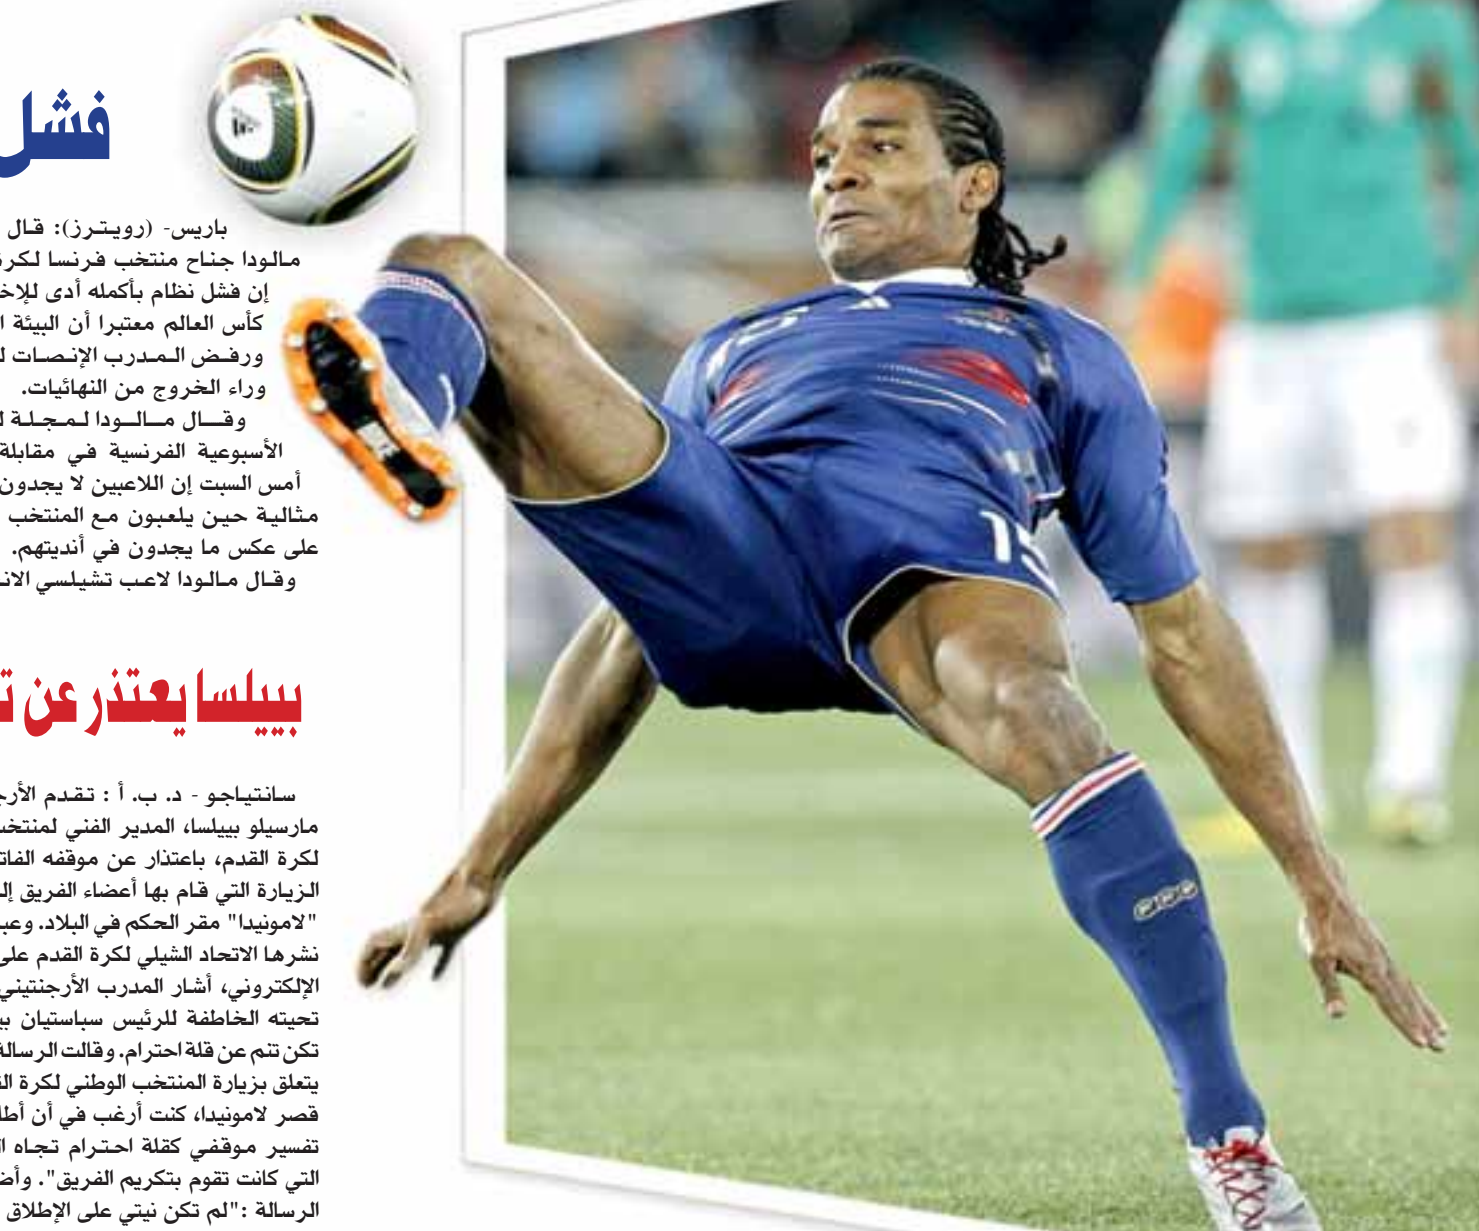 فشل
باريس- (رويترز): قال
مالودا جناح منتخب فرنسا لكرة
إن فشل نظام بأكمله أدى للإخ
كأس العالم معتبرا أن البيئة ا
ورفض المدرب الإنصات ل
وراء الخروج من النهائيات.
وقال مالودا لمجلة ل
الأسبوعية الفرنسية في مقابلة
أمس السبت إن اللاعبين لا يجدون
مثالية حين يلعبون مع المنتخب
على عكس ما يجدون في أنديتهم.
وقال مالودا لاعب تشيلسي الان
بييلسا يعتذر عن ت
سانتياجو - د. ب. أ : تقدم الأرج
مارسيلو بييلسا، المدير الفني لمنتخب
لكرة القدم، باعتذار عن موقفه الفات
الزيارة التي قام بها أعضاء الفريق إل
"لامونيدا" مقر الحكم في البلاد. وعب
نشرها الاتحاد الشيلي لكرة القدم على
الإلكتروني، أشار المدرب الأرجنتيني
تحيته الخاطفة للرئيس سباستيان بي
تكن تنم عن قلة احترام. وقالت الرسالة
يتعلق بزيارة المنتخب الوطني لكرة الق
قصر لامونيدا، كنت أرغب في أن أطل
تفسير موقفي كقلة احترام تجاه ال
التي كانت تقوم بتكريم الفريق". وأض
الرسالة :"لم تكن نيتي على الإطلاق
15